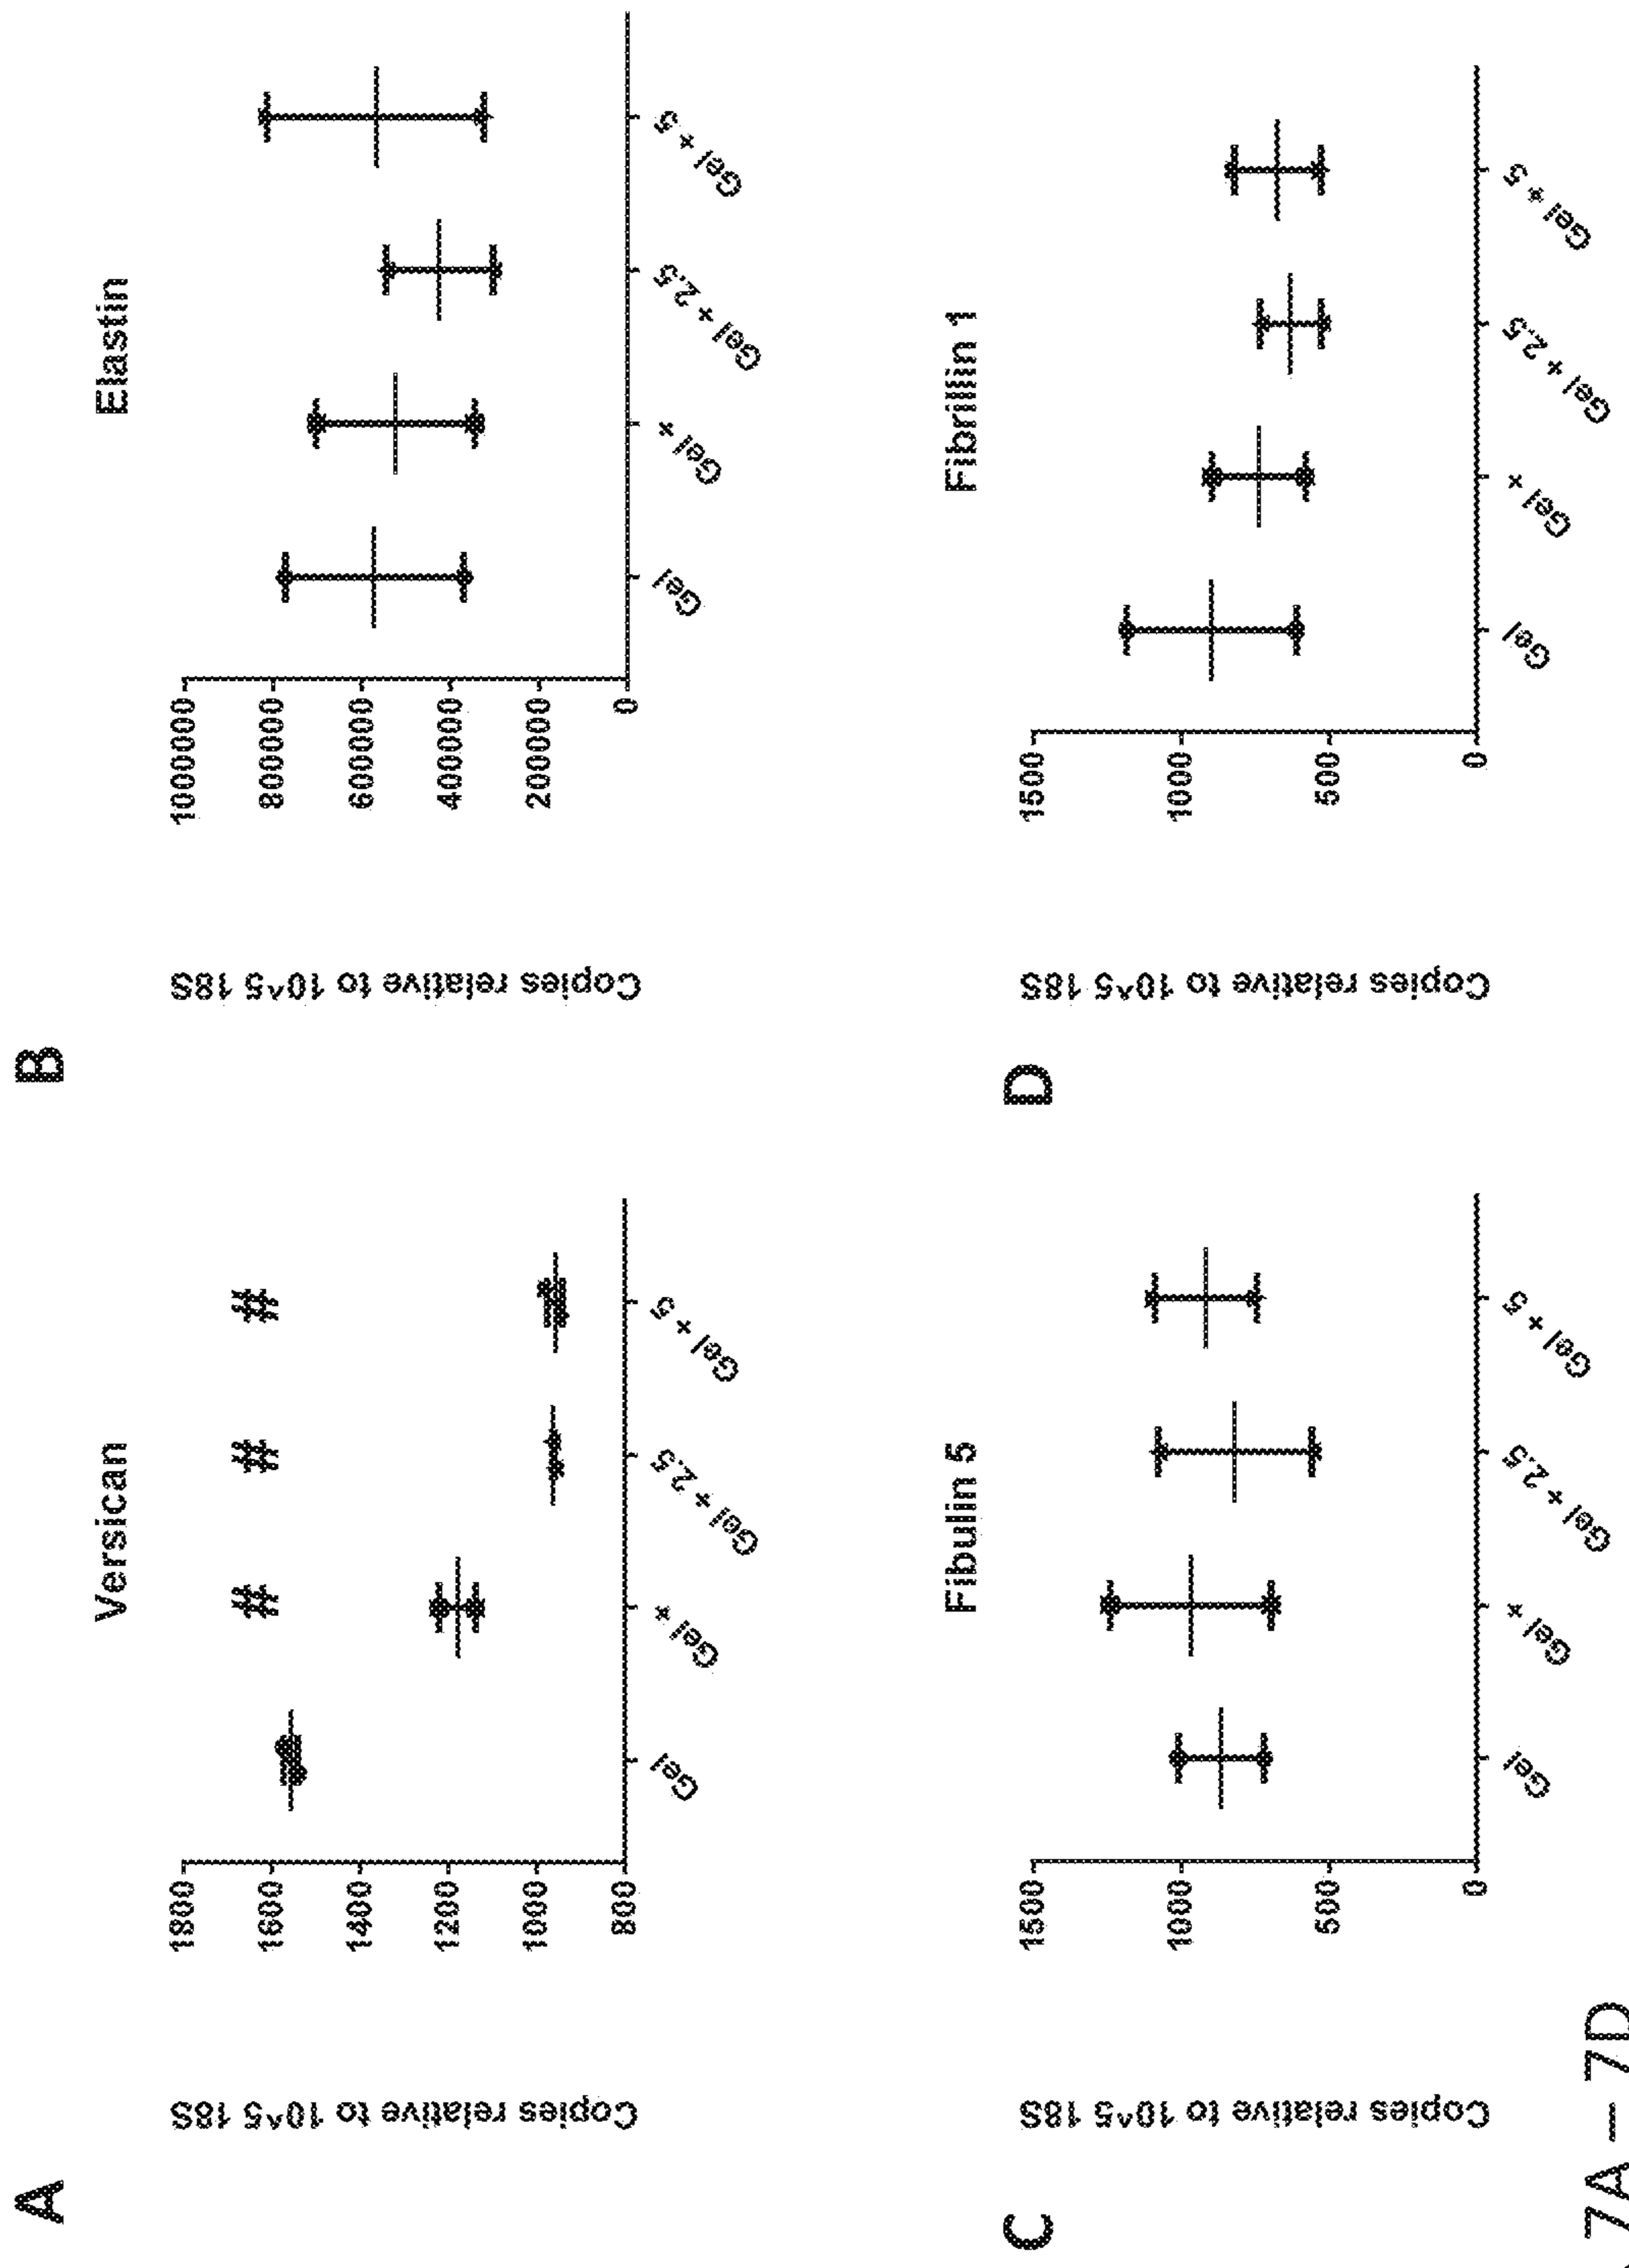 A
Versican
Copies relative to 10^5 18S
1800
1600
1400
1200
1000
800
#
#
#
Gel
Gel +
Gel + 2.5
Gel + 5
B
Elastin
Copies relative to 10^5 18S
1000000
800000
600000
400000
200000
0
Gel
Gel +
Gel + 2.5
Gel + 5
C
Fibulin 5
Copies relative to 10^5 18S
1500
1000
500
0
Gel
Gel +
Gel + 2.5
Gel + 5
D
Fibrillin 1
Copies relative to 10^5 18S
1500
1000
500
0
Gel
Gel +
Gel + 2.5
Gel + 5
7A – 7D